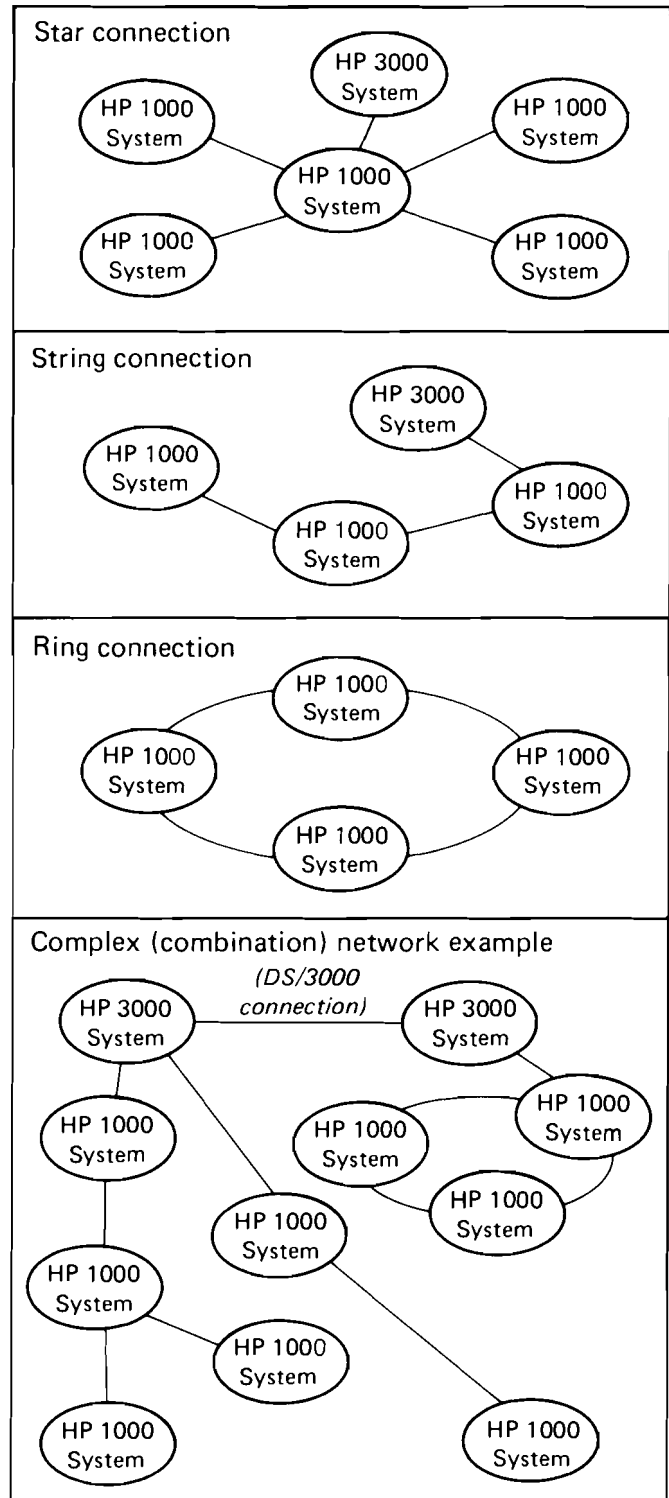 Star connection
HP 3000
System
HP 1000
System
HP 1000
System
HP 1000
System
HP 1000
System
HP 1000
System
String connection
HP 3000
System
HP 1000
System
HP 1000
System
HP 1000
System
Ring connection
HP 1000
System
HP 1000
System
HP 1000
System
HP 1000
System
Complex (combination) network example
(DS/3000
connection)
HP 3000
System
HP 3000
System
HP 1000
System
HP 1000
System
HP 1000
System
HP 1000
System
HP 1000
System
HP 1000
System
HP 1000
System
HP 1000
System
HP 1000
System